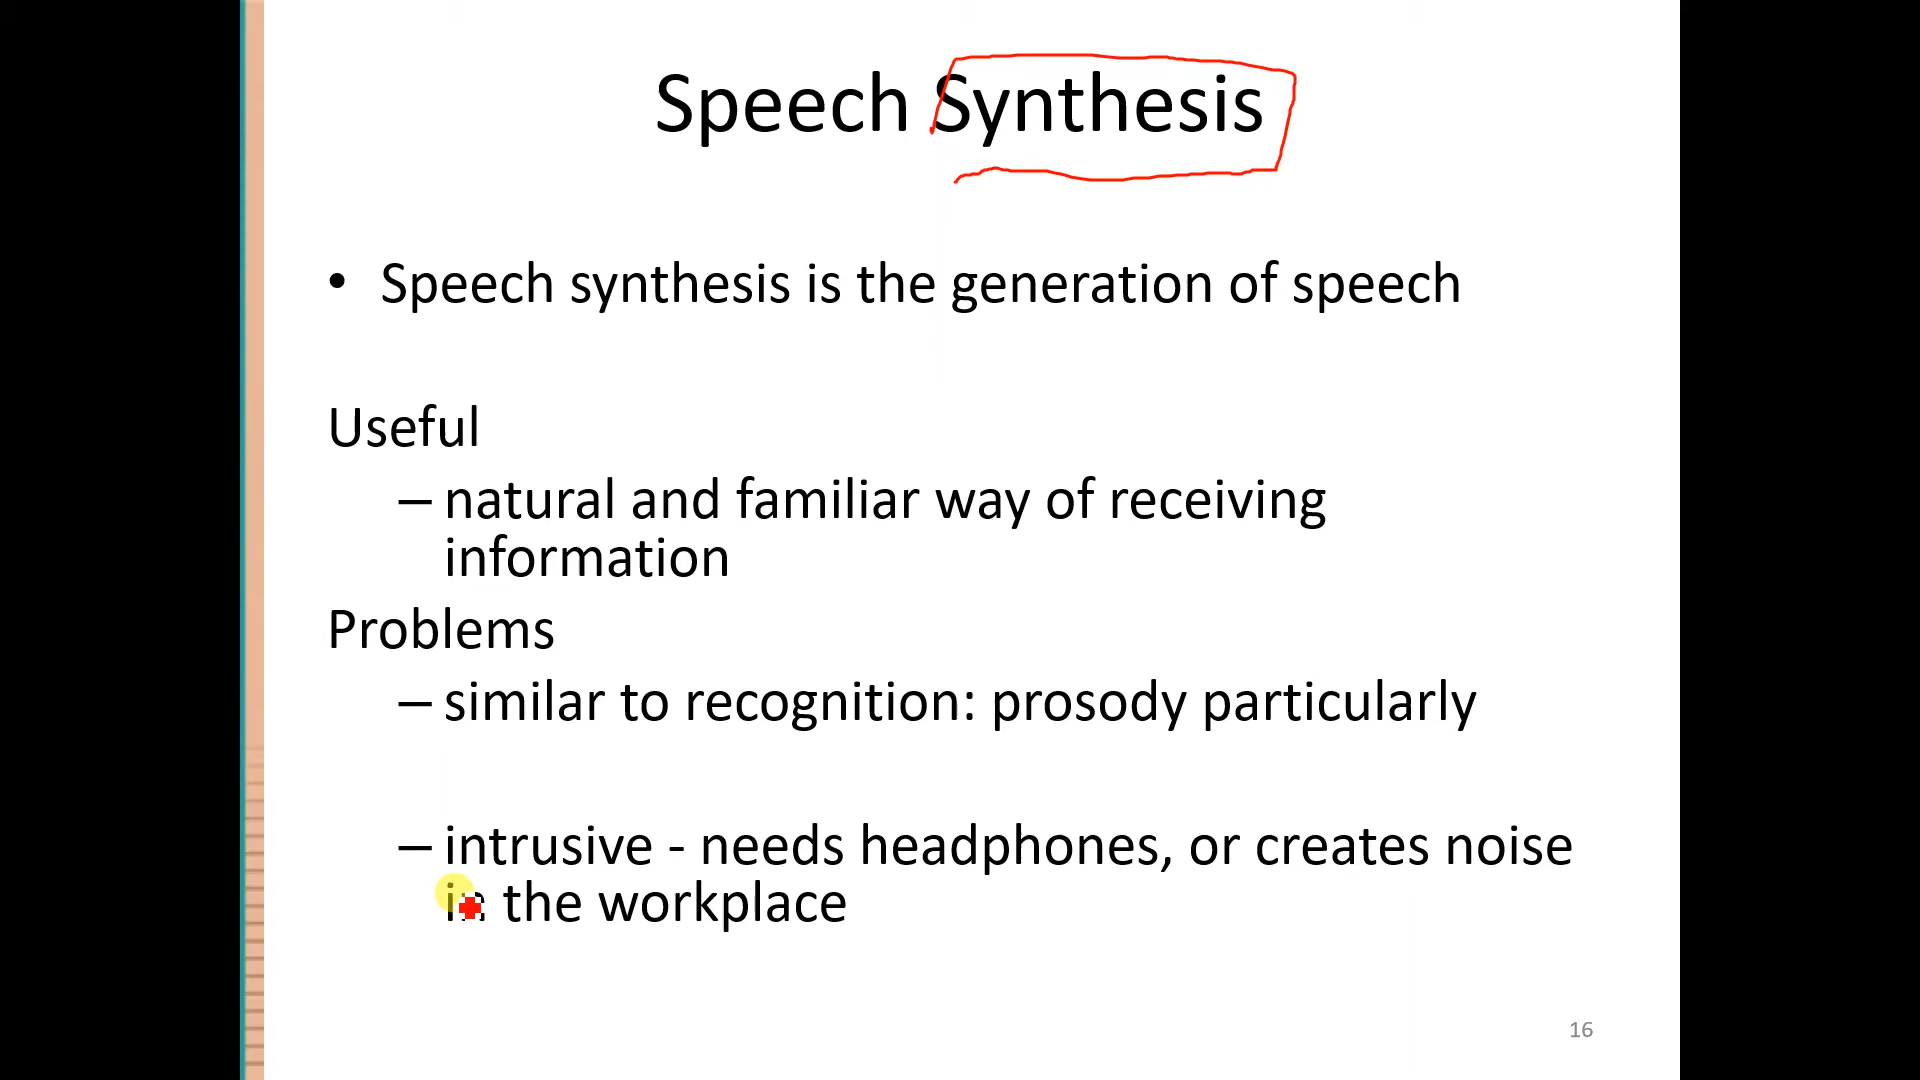 Speech Synthesis
• Speech synthesis is the generation of speech
Useful
– natural and familiar way of receiving
information
Problems
– similar to recognition: prosody particularly
– intrusive - needs headphones, or creates noise
in the workplace
16